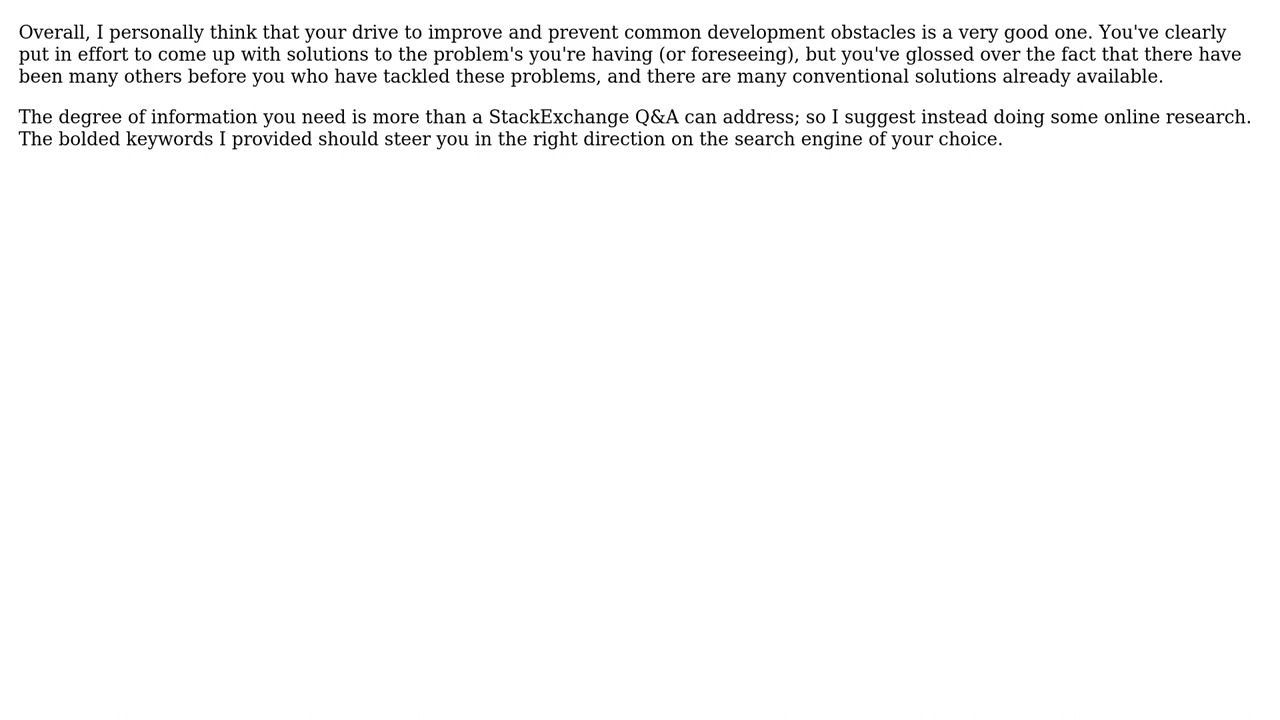 Overall, I personally think that your drive to improve and prevent common development obstacles is a very good one. You've clearly
put in effort to come up with solutions to the problem's you're having (or foreseeing), but you've glossed over the fact that there have
been many others before you who have tackled these problems, and there are many conventional solutions already available.
The degree of information you need is more than a StackExchange Q&A can address; so I suggest instead doing some online research.
The bolded keywords I provided should steer you in the right direction on the search engine of your choice.